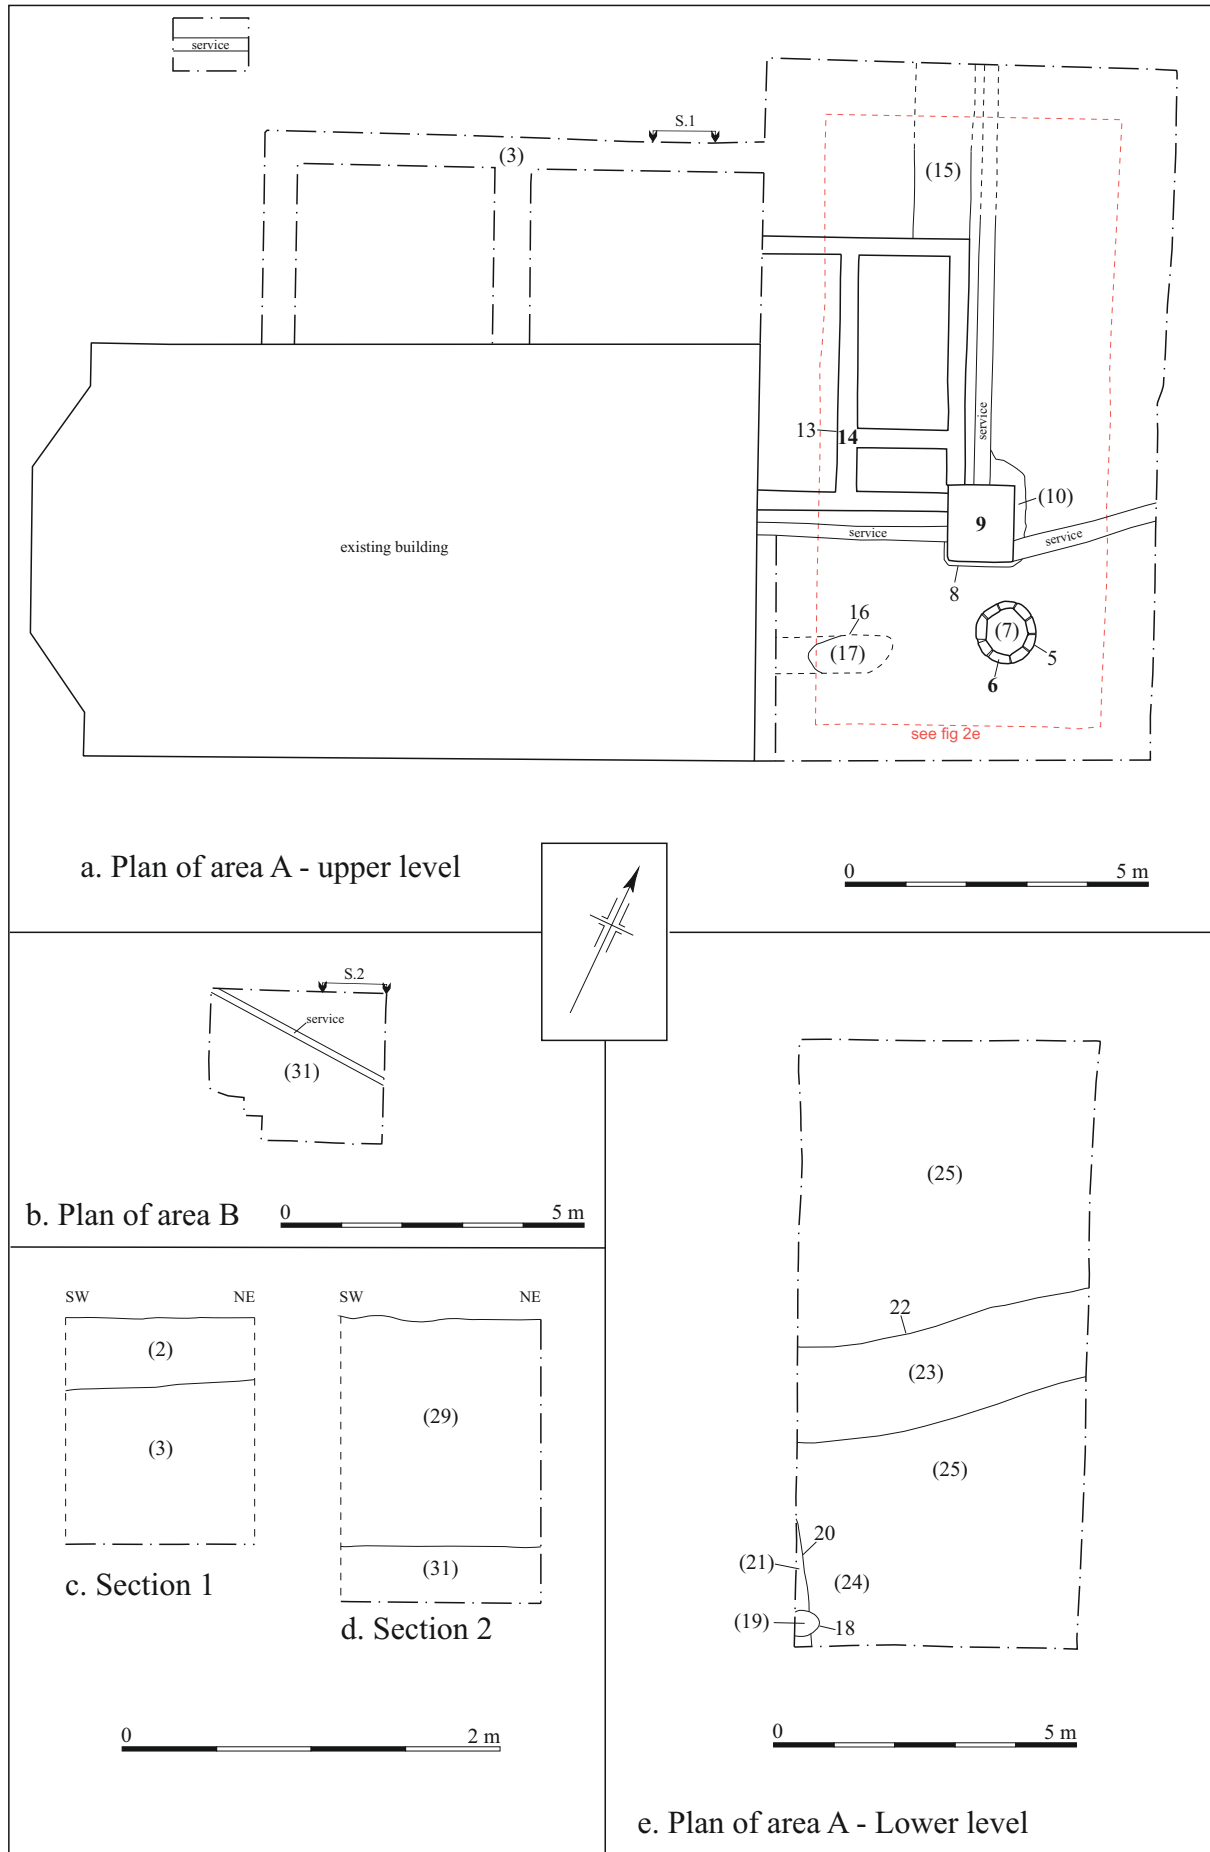 service
S.1
(3)
(15)
13
14
service
(10)
9
service
service
existing building
8
16
(17)
(7)
5
6
see fig 2e
a. Plan of area A - upper level
0 5 m
S.2
service
(31)
b. Plan of area B
0 5 m
SW NE
(2)
(3)
c. Section 1
SW NE
(29)
(31)
d. Section 2
0 2 m
(25)
22
(23)
(25)
20
(21)
(24)
(19)
18
0 5 m
e. Plan of area A - Lower level